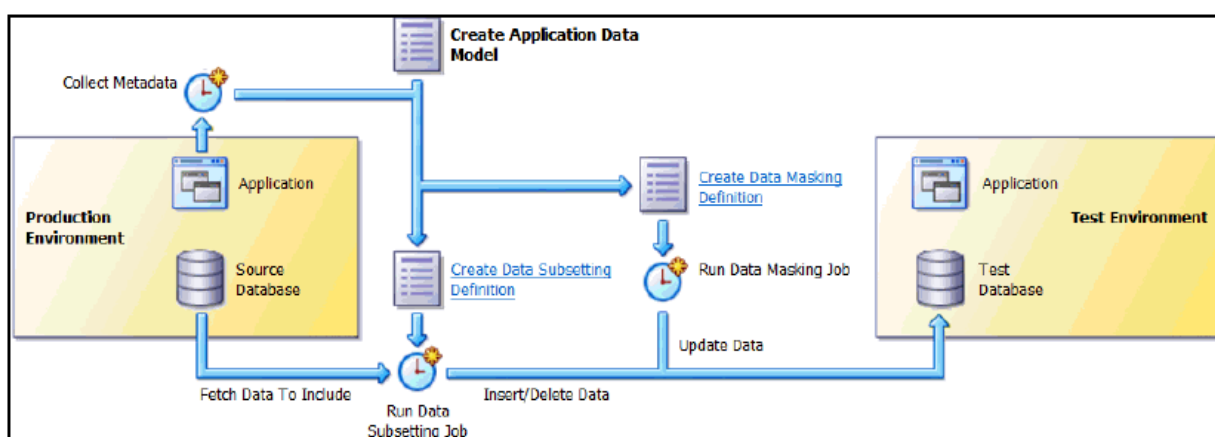 Create Application Data
Model
Collect Metadata
Application
Production
Environment
Source
Database
Create Data Subsetting
Definition
Create Data Masking
Definition
Run Data Masking Job
Application
Test Environment
Test
Database
Update Data
Fetch Data To Include
Run Data
Subsetting Job
Insert/Delete Data